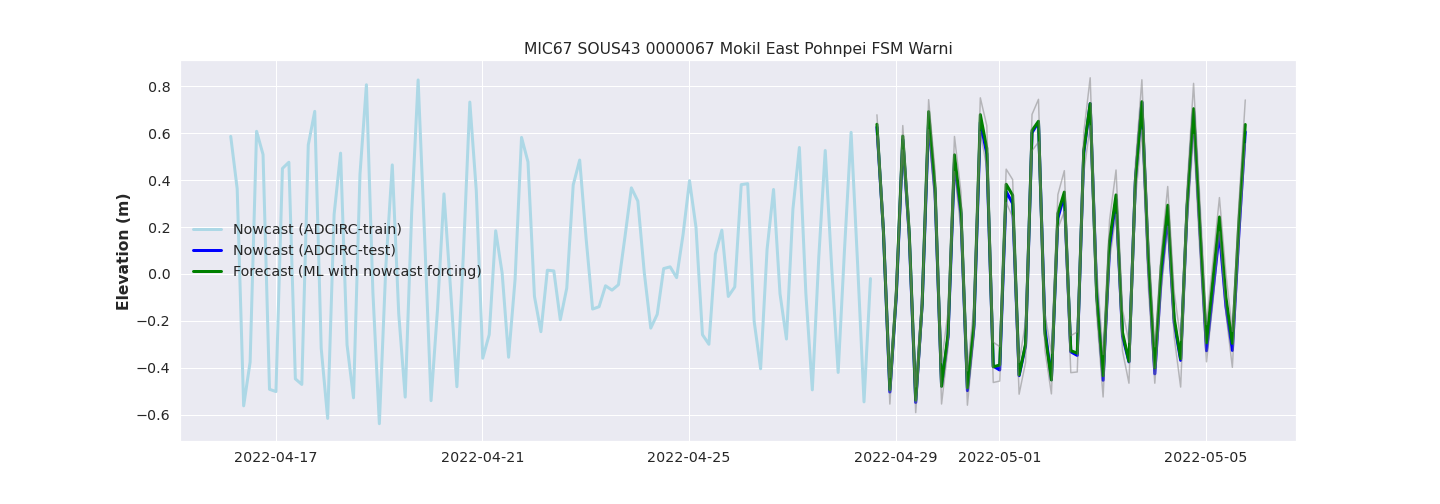 MIC67 SOUS43 0000067 Mokil East Pohnpei FSM Warni
Elevation (m)
0.8
0.6
0.4
0.2
0.0
−0.2
−0.4
−0.6
Nowcast (ADCIRC-train)
Nowcast (ADCIRC-test)
Forecast (ML with nowcast forcing)
2022-04-17 2022-04-21 2022-04-25 2022-04-29 2022-05-01 2022-05-05